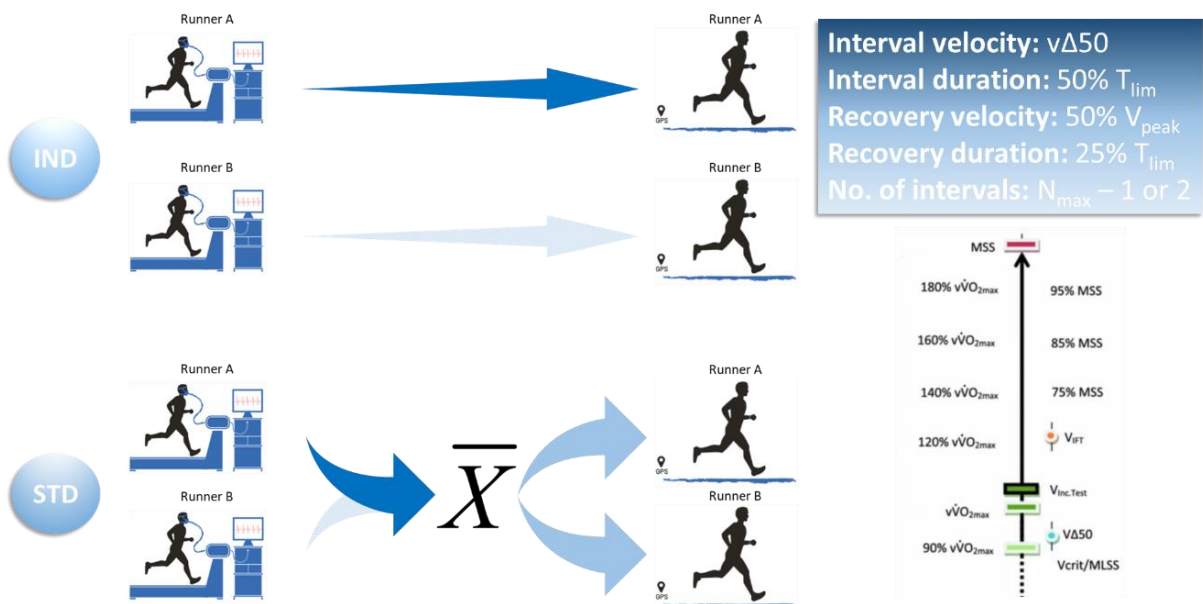 Runner A
Runner A
GPS
IND
Runner B
Runner B
GPS
Interval velocity: vΔ50
Interval duration: 50% Tlim
Recovery velocity: 50% Vpeak
Recovery duration: 25% Tlim
No. of intervals: Nmax – 1 or 2
Runner A
Runner A
GPS
STD
X
Runner B
Runner B
GPS
MSS
180% vV̇O2max
95% MSS
160% vV̇O2max
85% MSS
140% vV̇O2max
75% MSS
120% vV̇O2max
VIFT
VInc.Test
vV̇O2max
VΔ50
90% vV̇O2max
Vcrit/MLSS